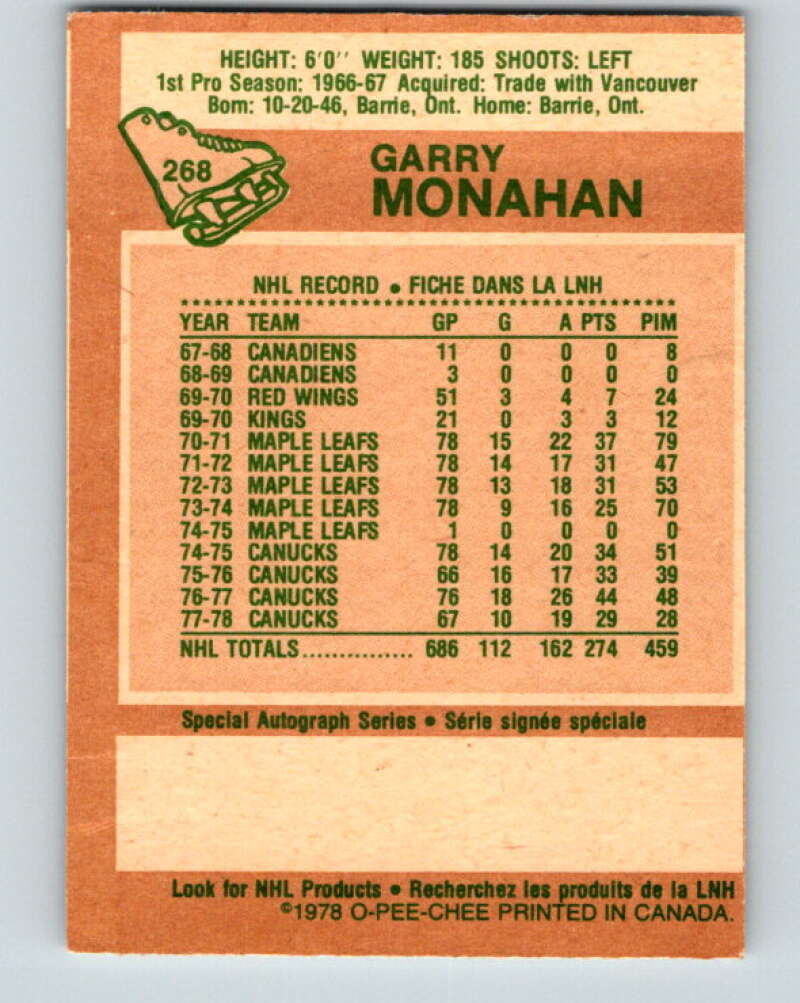 HEIGHT: 6'0'' WEIGHT: 185 SHOOTS: LEFT
1st Pro Season: 1966-67 Acquired: Trade with Vancouver
Born: 10-20-46, Barrie, Ont. Home: Barrie, Ont.
268
GARRY
MONAHAN
NHL RECORD • FICHE DANS LA LNH
YEAR TEAM GP G A PTS PIM
67-68 CANADIENS 11 0 0 0 8
68-69 CANADIENS 3 0 0 0 0
69-70 RED WINGS 51 3 4 7 24
69-70 KINGS 21 0 3 3 12
70-71 MAPLE LEAFS 78 15 22 37 79
71-72 MAPLE LEAFS 78 14 17 31 47
72-73 MAPLE LEAFS 78 13 18 31 53
73-74 MAPLE LEAFS 78 9 16 25 70
74-75 MAPLE LEAFS 1 0 0 0 0
74-75 CANUCKS 78 14 20 34 51
75-76 CANUCKS 66 16 17 33 39
76-77 CANUCKS 76 18 26 44 48
77-78 CANUCKS 67 10 19 29 28
NHL TOTALS............... 686 112 162 274 459
Special Autograph Series • Série signée spéciale
Look for NHL Products • Recherchez les produits de la LNH
©1978 O-PEE-CHEE PRINTED IN CANADA.